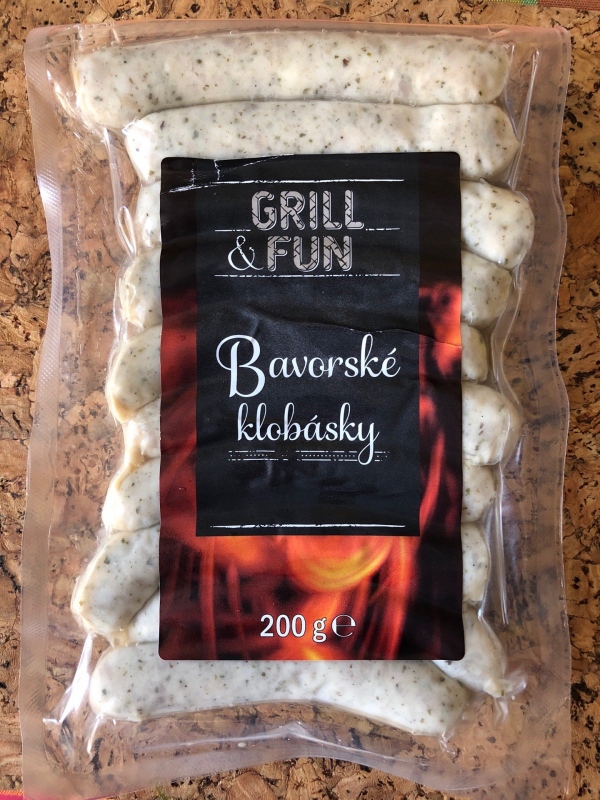 GRILL
& FUN
Bavorské
klobásky
200 g ℮